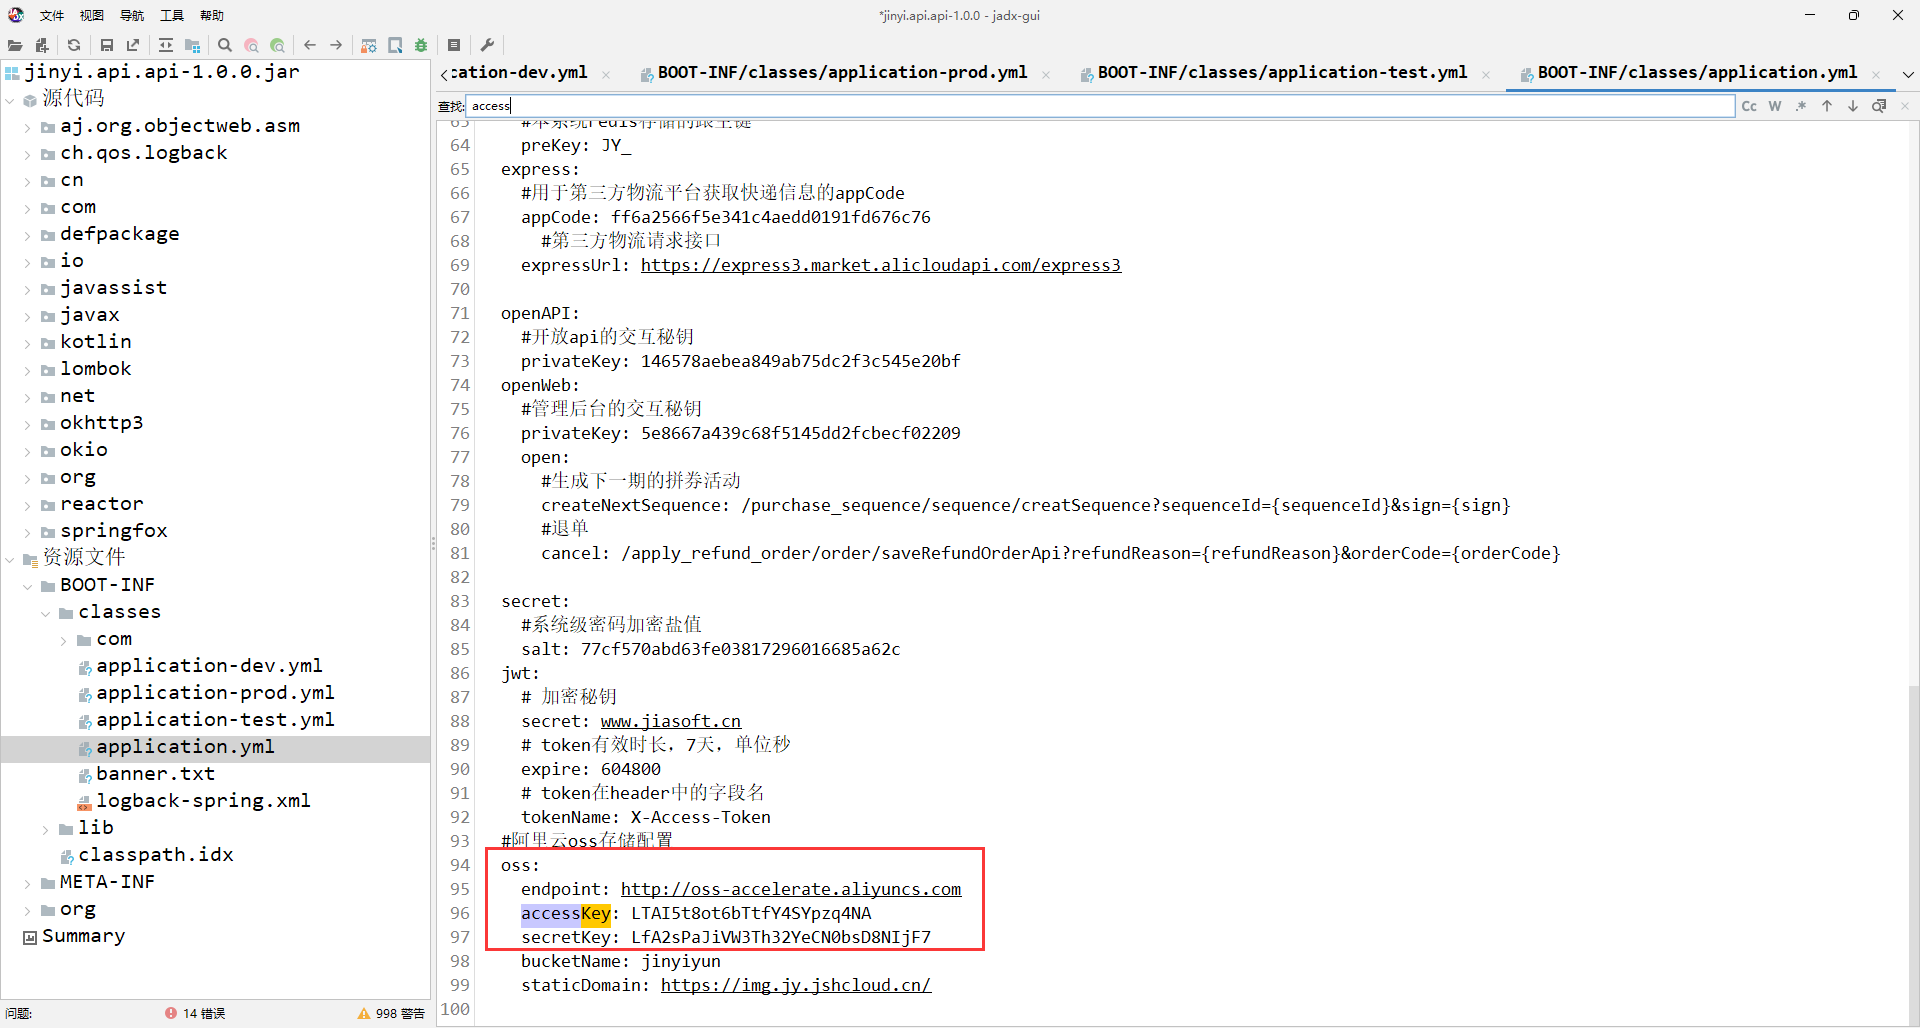 文件 视图 导航 工具 帮助
*jinyi.api.api-1.0.0 - jadx-gui
jinyi.api.api-1.0.0.jar
源代码
aj.org.objectweb.asm
ch.qos.logback
cn
com
defpackage
io
javassist
javax
kotlin
lombok
net
okhttp3
okio
org
reactor
springfox
资源文件
BOOT-INF
classes
com
application-dev.yml
application-prod.yml
application-test.yml
application.yml
banner.txt
logback-spring.xml
lib
classpath.idx
META-INF
org
Summary
问题: 14 错误 998 警告
cation-dev.yml BOOT-INF/classes/application-prod.yml BOOT-INF/classes/application-test.yml BOOT-INF/classes/application.yml
查找: access Cc W .*
63 #本系统redis存储的跟主键
64 preKey: JY_
65 express:
66 #用于第三方物流平台获取快递信息的appCode
67 appCode: ff6a2566f5e341c4aedd0191fd676c76
68 #第三方物流请求接口
69 expressUrl: https://express3.market.alicloudapi.com/express3
70
71 openAPI:
72 #开放api的交互秘钥
73 privateKey: 146578aebea849ab75dc2f3c545e20bf
74 openWeb:
75 #管理后台的交互秘钥
76 privateKey: 5e8667a439c68f5145dd2fcbecf02209
77 open:
78 #生成下一期的拼券活动
79 createNextSequence: /purchase_sequence/sequence/creatSequence?sequenceId={sequenceId}&sign={sign}
80 #退单
81 cancel: /apply_refund_order/order/saveRefundOrderApi?refundReason={refundReason}&orderCode={orderCode}
82
83 secret:
84 #系统级密码加密盐值
85 salt: 77cf570abd63fe03817296016685a62c
86 jwt:
87 # 加密秘钥
88 secret: www.jiasoft.cn
89 # token有效时长，7天，单位秒
90 expire: 604800
91 # token在header中的字段名
92 tokenName: X-Access-Token
93 #阿里云oss存储配置
94 oss:
95 endpoint: http://oss-accelerate.aliyuncs.com
96 accessKey: LTAI5t8ot6bTtfY4SYpzq4NA
97 secretKey: LfA2sPaJiVW3Th32YeCN0bsD8NIjF7
98 bucketName: jinyiyun
99 staticDomain: https://img.jy.jshcloud.cn/
100